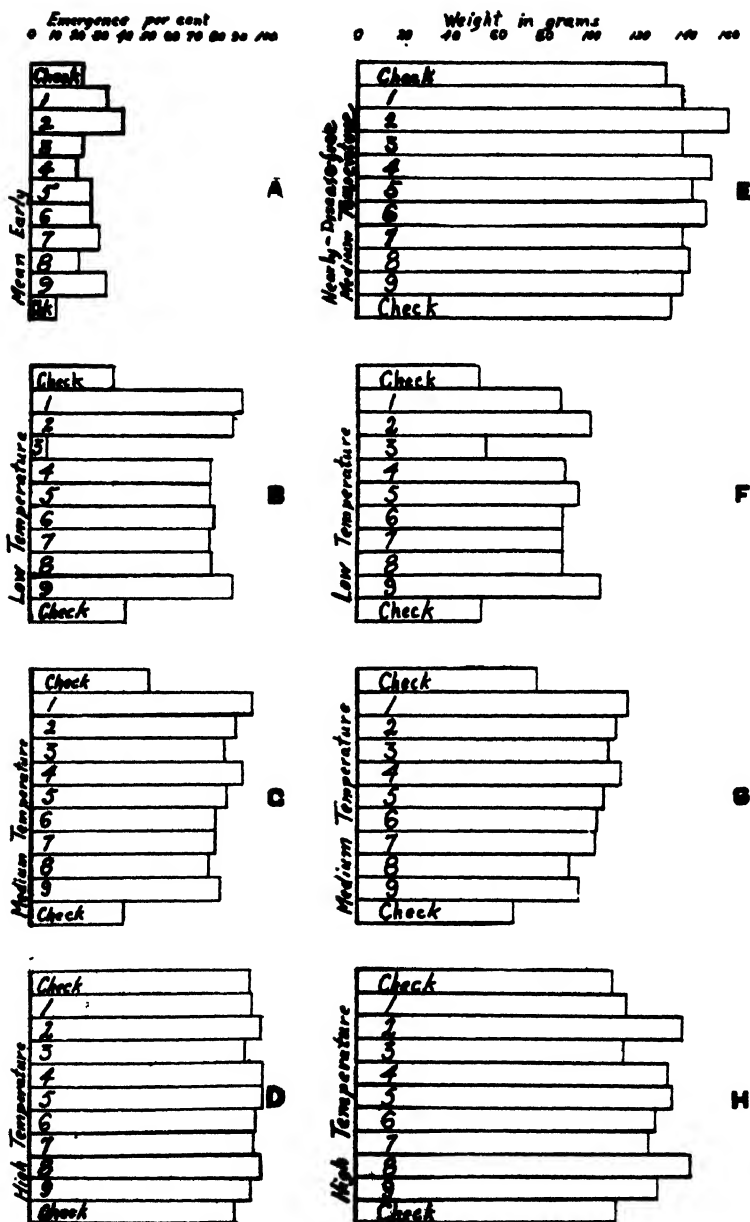 Emergence per cent
0 10 20 30 40 50 60 70 80 90 100
Mean Early
Check
1
2
3
4
5
6
7
8
9
Ck
A
Low Temperature
Check
1
2
3
4
5
6
7
8
9
Check
B
Medium Temperature
Check
1
2
3
4
5
6
7
8
9
Check
C
High Temperature
Check
1
2
3
4
5
6
7
8
9
Check
D
Weight in grams
0 20 40 60 80 100 120 140 160
Nearly-Disease-free
Medium Temperature
Check
1
2
3
4
5
6
7
8
9
Check
E
Low Temperature
Check
1
2
3
4
5
6
7
8
9
Check
F
Medium Temperature
Check
1
2
3
4
5
6
7
8
9
Check
G
High Temperature
Check
1
2
3
4
5
6
7
8
9
Check
H